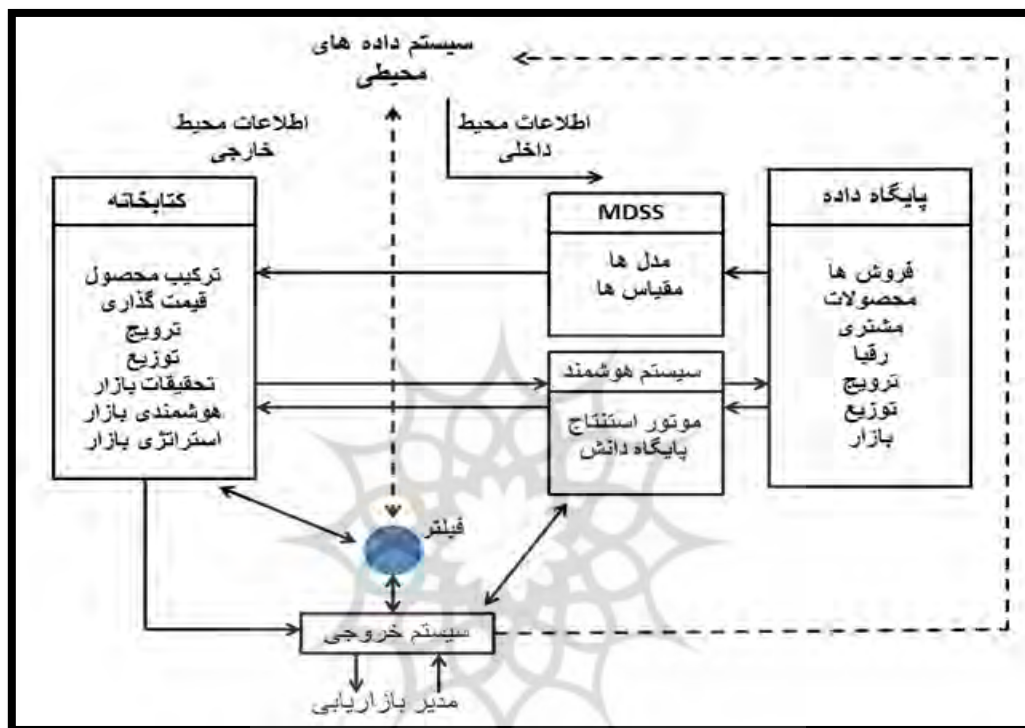 سیستم داده های
محیطی
اطلاعات محیط
داخلی
اطلاعات محیط
خارجی
پایگاه داده
فروش ها
محصولات
مشتری
رقبا
ترویج
توزیع
بازار
MDSS
مدل ها
مقیاس ها
سیستم هوشمند
موتور استنتاج
پایگاه دانش
کتابخانه
ترکیب محصول
قیمت گذاری
ترویج
توزیع
تحقیقات بازار
هوشمندی بازار
استراتژی بازار
فیلتر
سیستم خروجی
مدیر بازاریابی